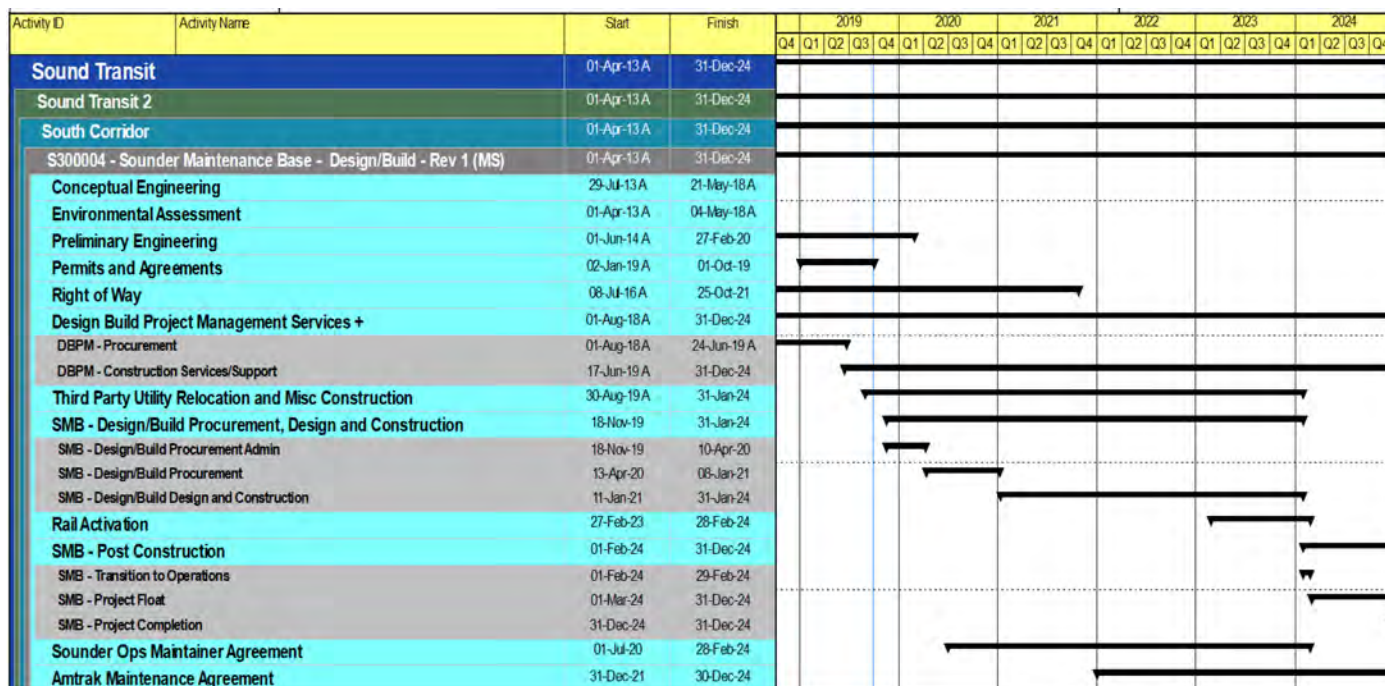 Activity ID Activity Name Start Finish 2019 2020 2021 2022 2023 2024
Q4 Q1 Q2 Q3 Q4 Q1 Q2 Q3 Q4 Q1 Q2 Q3 Q4 Q1 Q2 Q3 Q4 Q1 Q2 Q3 Q4 Q1 Q2 Q3 Q4
Sound Transit 01-Apr-13 A 31-Dec-24
Sound Transit 2 01-Apr-13 A 31-Dec-24
South Corridor 01-Apr-13 A 31-Dec-24
S300004 - Sounder Maintenance Base - Design/Build - Rev 1 (MS) 01-Apr-13 A 31-Dec-24
Conceptual Engineering 29-Jul-13 A 21-May-18 A
Environmental Assessment 01-Apr-13 A 04-May-18 A
Preliminary Engineering 01-Jun-14 A 27-Feb-20
Permits and Agreements 02-Jan-19 A 01-Oct-19
Right of Way 08-Jul-16 A 25-Oct-21
Design Build Project Management Services + 01-Aug-18 A 31-Dec-24
DBPM - Procurement 01-Aug-18 A 24-Jun-19 A
DBPM - Construction Services/Support 17-Jun-19 A 31-Dec-24
Third Party Utility Relocation and Misc Construction 30-Aug-19 A 31-Jan-24
SMB - Design/Build Procurement, Design and Construction 18-Nov-19 31-Jan-24
SMB - Design/Build Procurement Admin 18-Nov-19 10-Apr-20
SMB - Design/Build Procurement 13-Apr-20 08-Jan-21
SMB - Design/Build Design and Construction 11-Jan-21 31-Jan-24
Rail Activation 27-Feb-23 28-Feb-24
SMB - Post Construction 01-Feb-24 31-Dec-24
SMB - Transition to Operations 01-Feb-24 29-Feb-24
SMB - Project Float 01-Mar-24 31-Dec-24
SMB - Project Completion 31-Dec-24 31-Dec-24
Sounder Ops Maintainer Agreement 01-Jul-20 28-Feb-24
Amtrak Maintenance Agreement 31-Dec-21 30-Dec-24